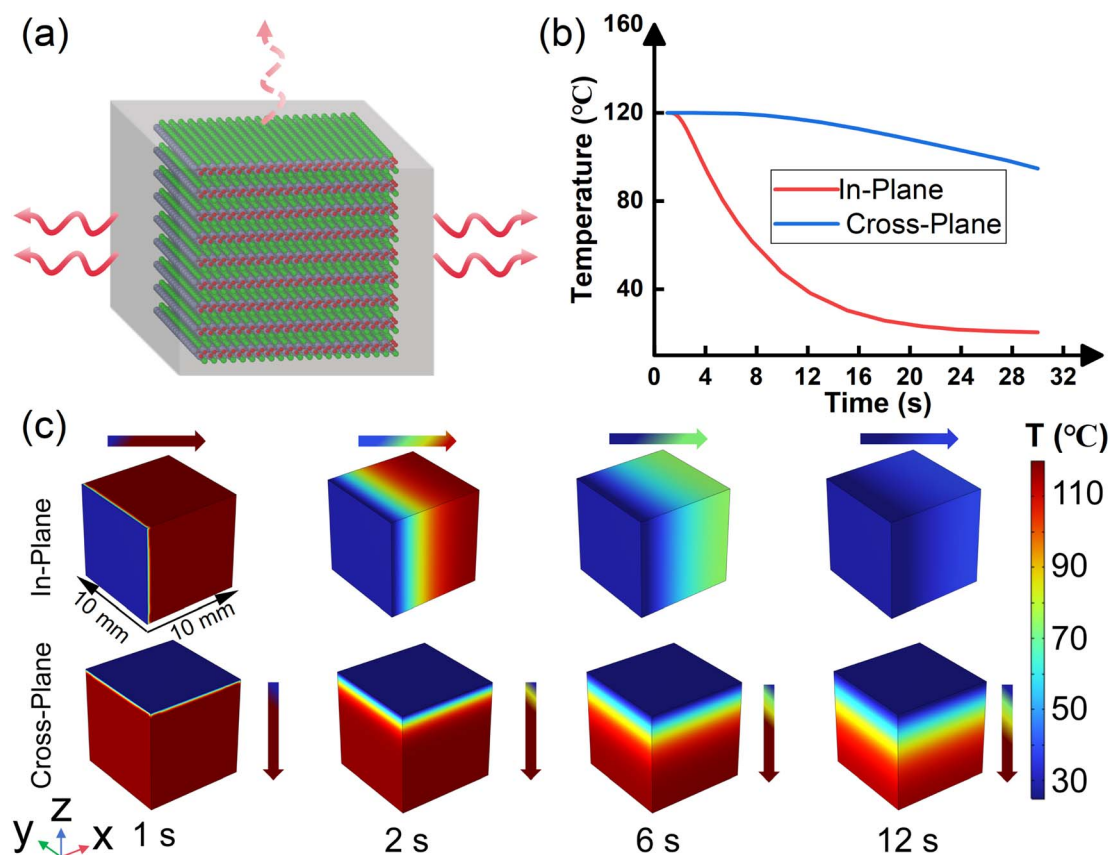 (a)
(b)
160
120
80
40
Temperature (℃)
In-Plane
Cross-Plane
0 4 8 12 16 20 24 28 32
Time (s)
(c)
T (℃)
In-Plane
10 mm
10 mm
110
90
70
50
30
Cross-Plane
z
y
x
1 s
2 s
6 s
12 s